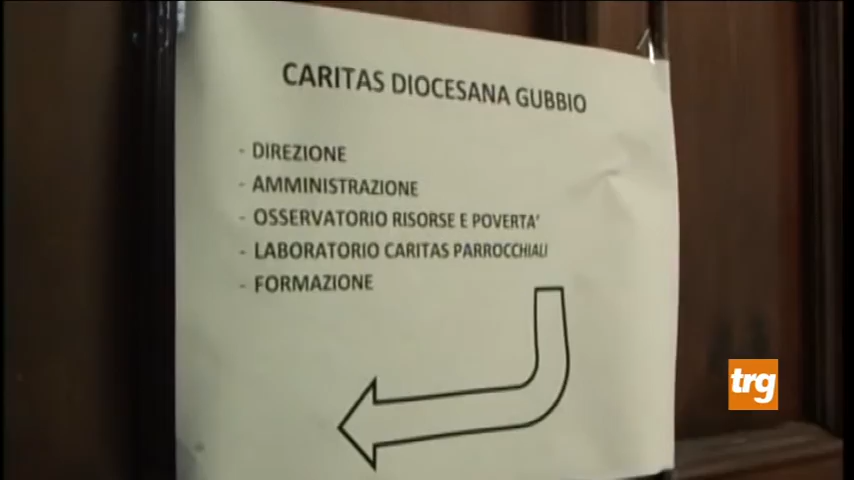 CARITAS DIOCESANA GUBBIO
- DIREZIONE
- AMMINISTRAZIONE
- OSSERVATORIO RISORSE E POVERTA'
- LABORATORIO CARITAS PARROCCHIALI
- FORMAZIONE
trg